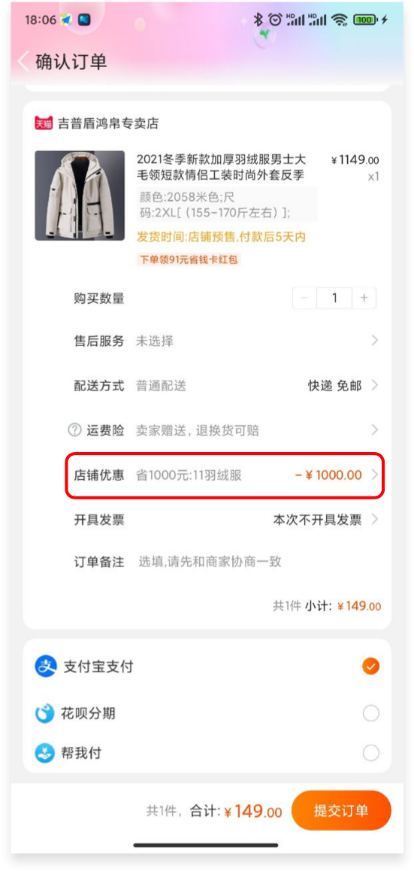 18:06
HD HD 100
确认订单
天猫 吉普盾鸿帛专卖店
2021冬季新款加厚羽绒服男士大 ¥1149.00
毛领短款情侣工装时尚外套反季 x1
颜色:2058米色;尺
码:2XL[（155-170斤左右）];
发货时间:店铺预售,付款后5天内
下单领91元省钱卡红包
购买数量 − 1 +
售后服务 未选择
配送方式 普通配送 快递 免邮
? 运费险 卖家赠送，退换货可赔
店铺优惠 省1000元:11羽绒服 -¥1000.00
开具发票 本次不开具发票
订单备注 选填,请先和商家协商一致
共1件 小计: ¥149.00
支 支付宝支付
花呗分期
帮我付
共1件，合计: ¥149.00 提交订单